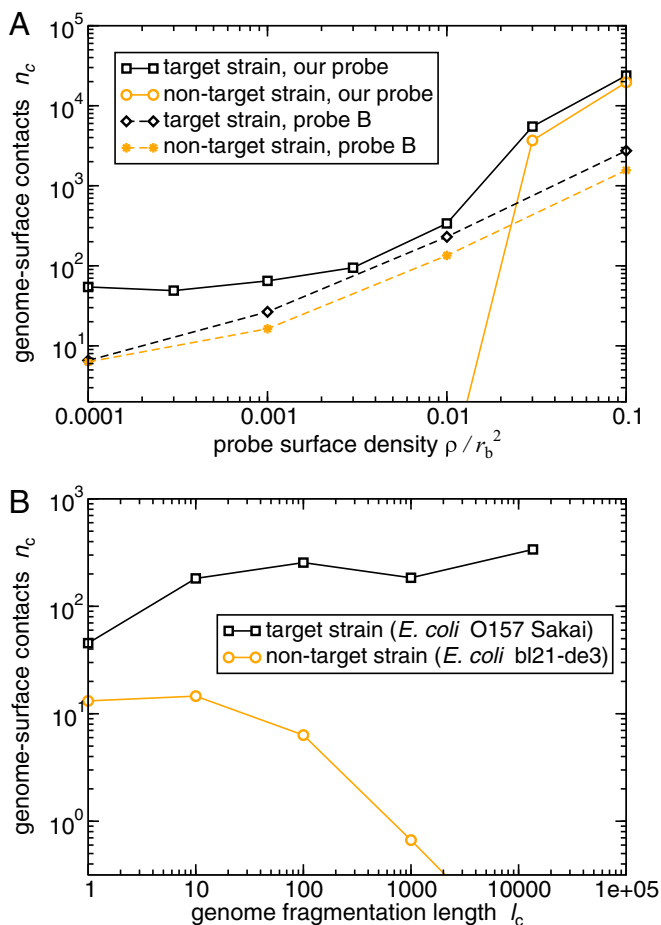 A
10^5
10^4
10^3
10^2
10^1
genome-surface contacts n_c
target strain, our probe
non-target strain, our probe
target strain, probe B
non-target strain, probe B
0.0001 0.001 0.01 0.1
probe surface density ρ / r_b^2
B
10^3
10^2
10^1
10^0
genome-surface contacts n_c
target strain (E. coli O157 Sakai)
non-target strain (E. coli bl21-de3)
1 10 100 1000 10000 1e+05
genome fragmentation length l_c